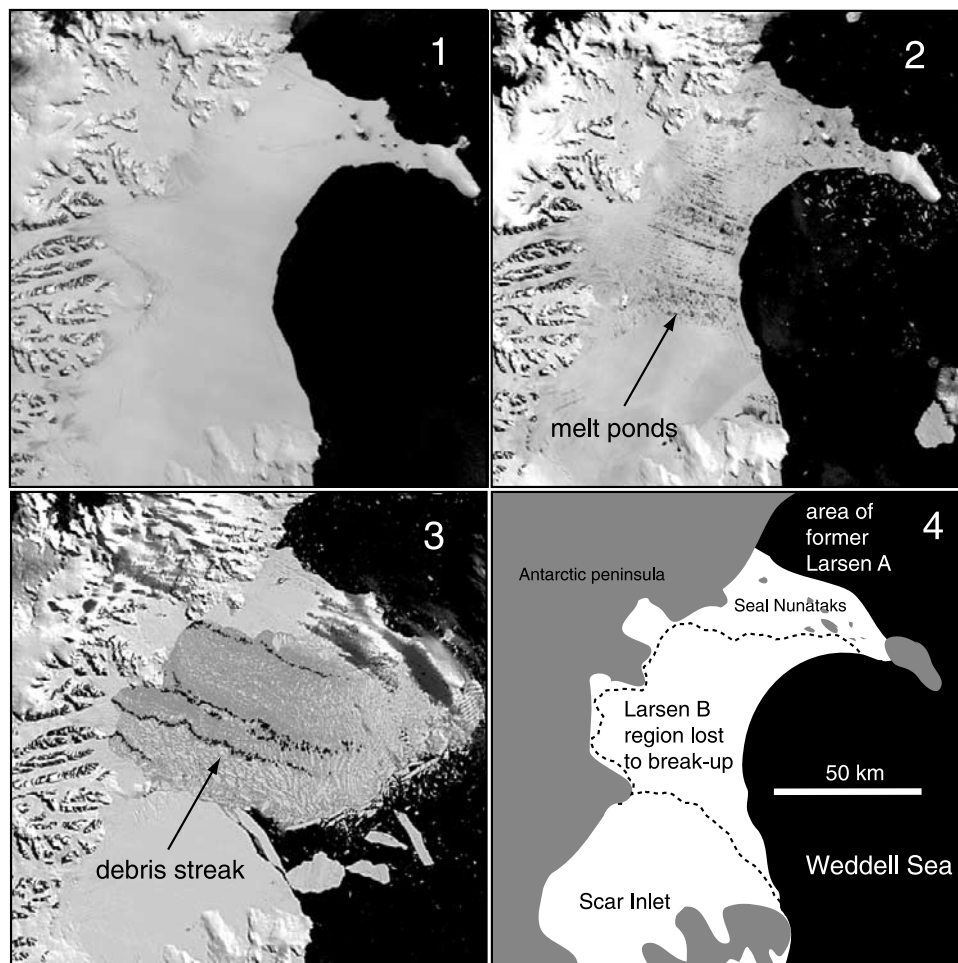 1
2
melt ponds
3
debris streak
4
area of
former
Larsen A
Antarctic peninsula
Seal Nunataks
Larsen B
region lost
to break-up
50 km
Weddell Sea
Scar Inlet